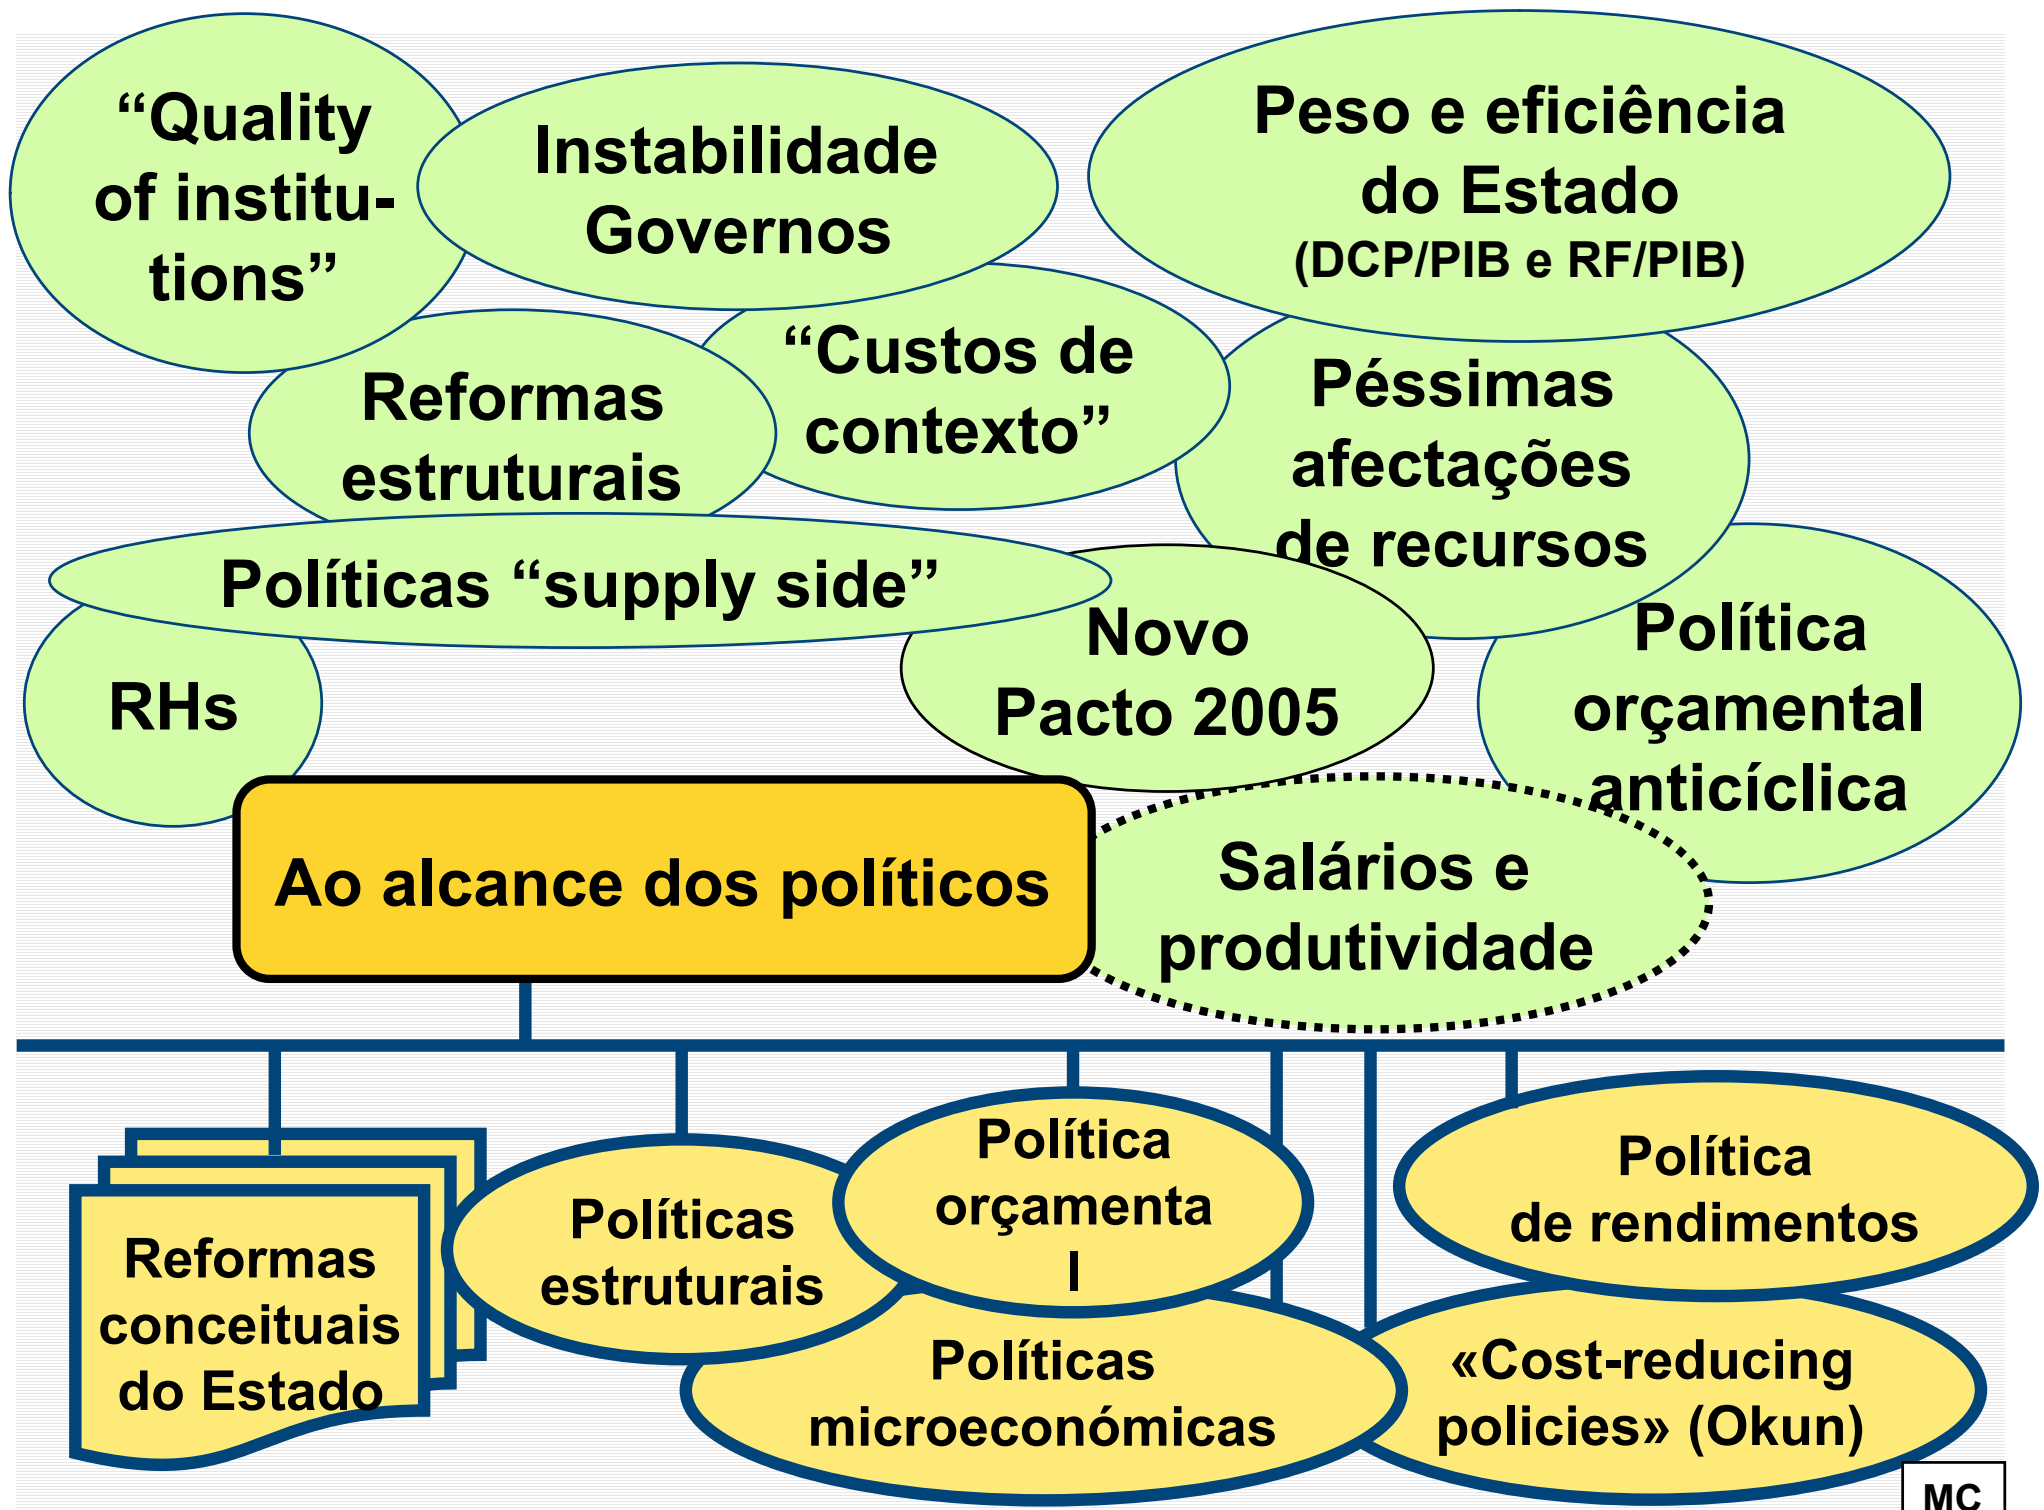 “Quality
of institu-
tions”
Instabilidade
Governos
Peso e eficiência
do Estado
(DCP/PIB e RF/PIB)
Reformas
estruturais
“Custos de
contexto”
Péssimas
afectações
de recursos
Políticas “supply side”
RHs
Novo
Pacto 2005
Política
orçamental
anticíclica
Ao alcance dos políticos
Salários e
produtividade
Reformas
conceituais
do Estado
Políticas
estruturais
Política
orçamenta
l
Políticas
microeconómicas
Política
de rendimentos
«Cost-reducing
policies» (Okun)
MC